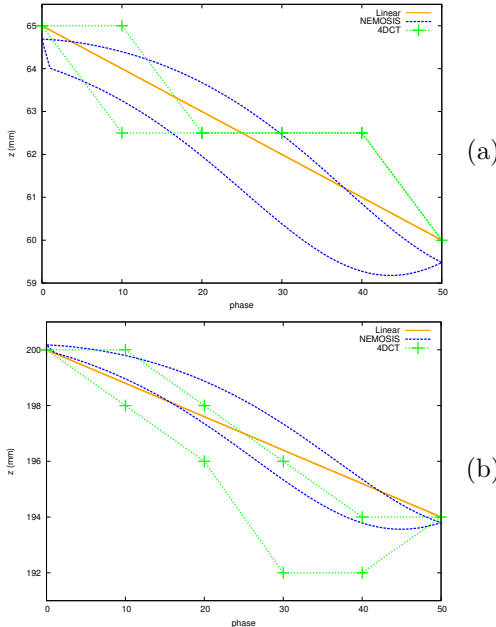 Linear
NEMOSIS
4DCT
65
64
63
62
61
60
59
z (mm)
0 10 20 30 40 50
phase
(a)
Linear
NEMOSIS
4DCT
200
198
196
194
192
z (mm)
0 10 20 30 40 50
phase
(b)